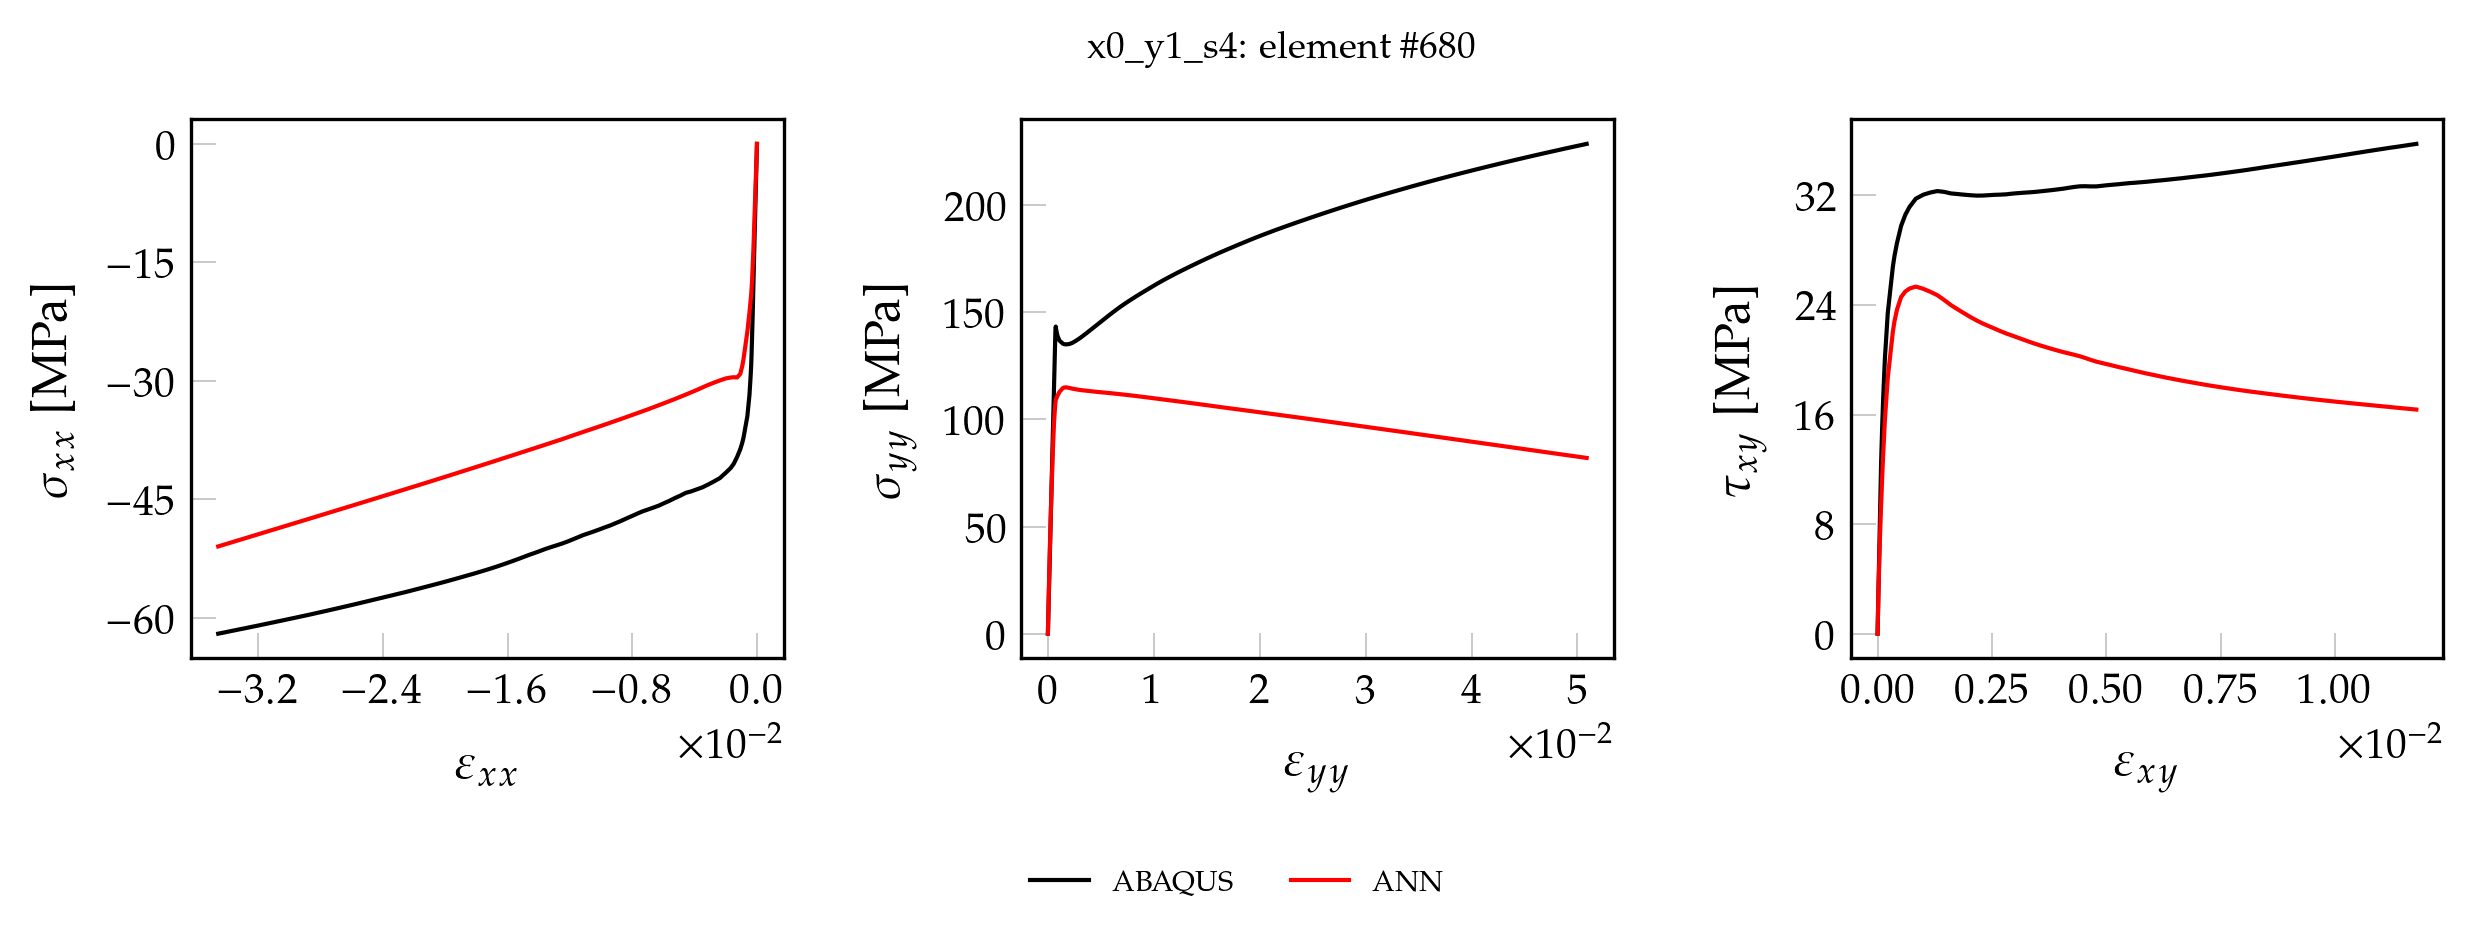 x0_y1_s4: element #680
0
−15
−30
−45
−60
σxx [MPa]
−3.2 −2.4 −1.6 −0.8 0.0
×10−2
εxx
200
150
100
50
0
σyy [MPa]
0 1 2 3 4 5
×10−2
εyy
32
24
16
8
0
τxy [MPa]
0.00 0.25 0.50 0.75 1.00
×10−2
εxy
ABAQUS ANN